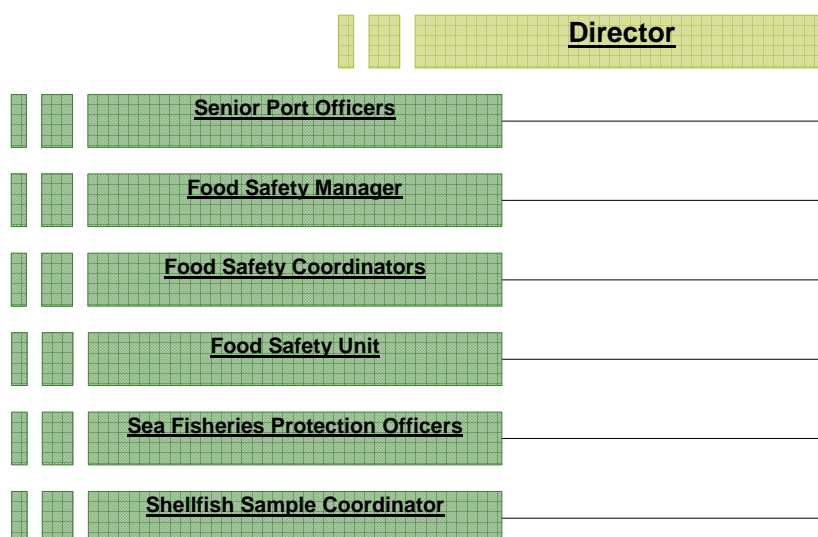 Director
Senior Port Officers
Food Safety Manager
Food Safety Coordinators
Food Safety Unit
Sea Fisheries Protection Officers
Shellfish Sample Coordinator